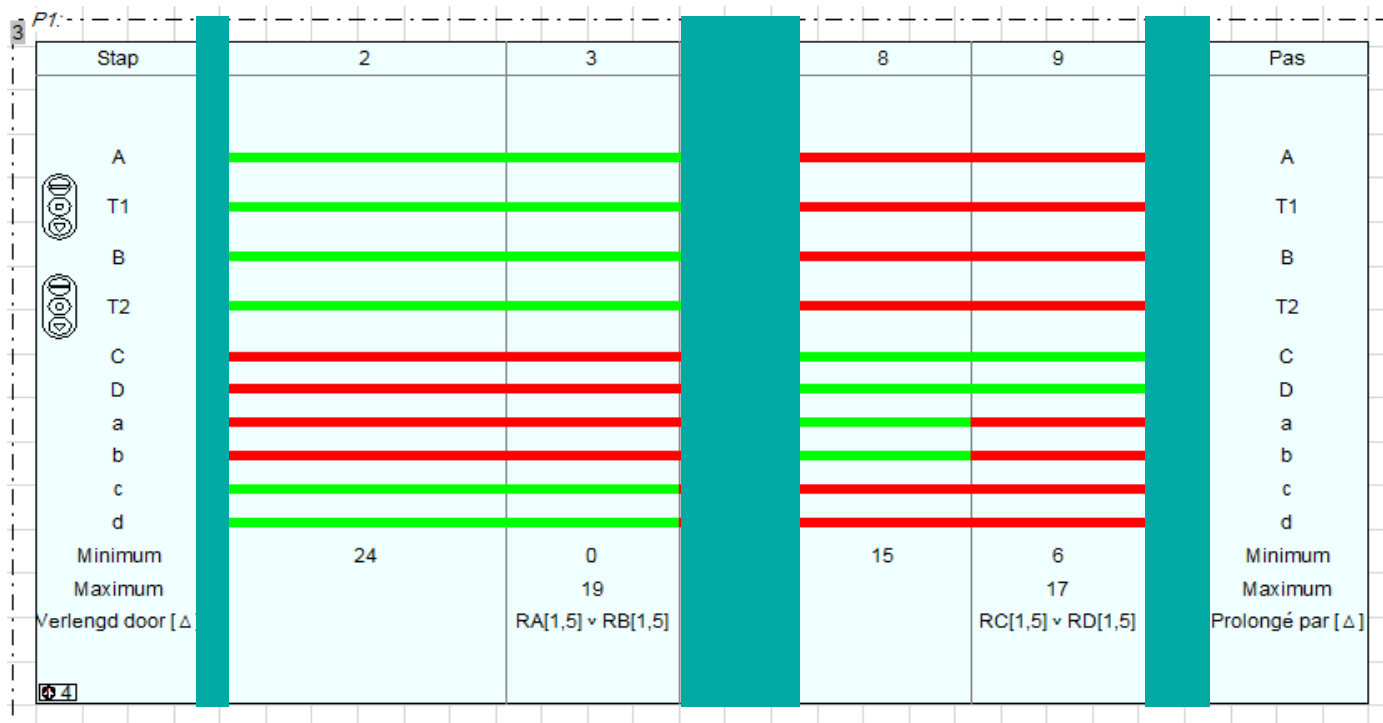 P1:
3
Stap 2 3 8 9 Pas
A A
T1 T1
B B
T2 T2
C C
D D
a a
b b
c c
d d
Minimum 24 0 15 6 Minimum
Maximum 19 17 Maximum
Verlengd door [Δ RA[1,5] v RB[1,5] RC[1,5] v RD[1,5] Prolongé par [Δ]
4